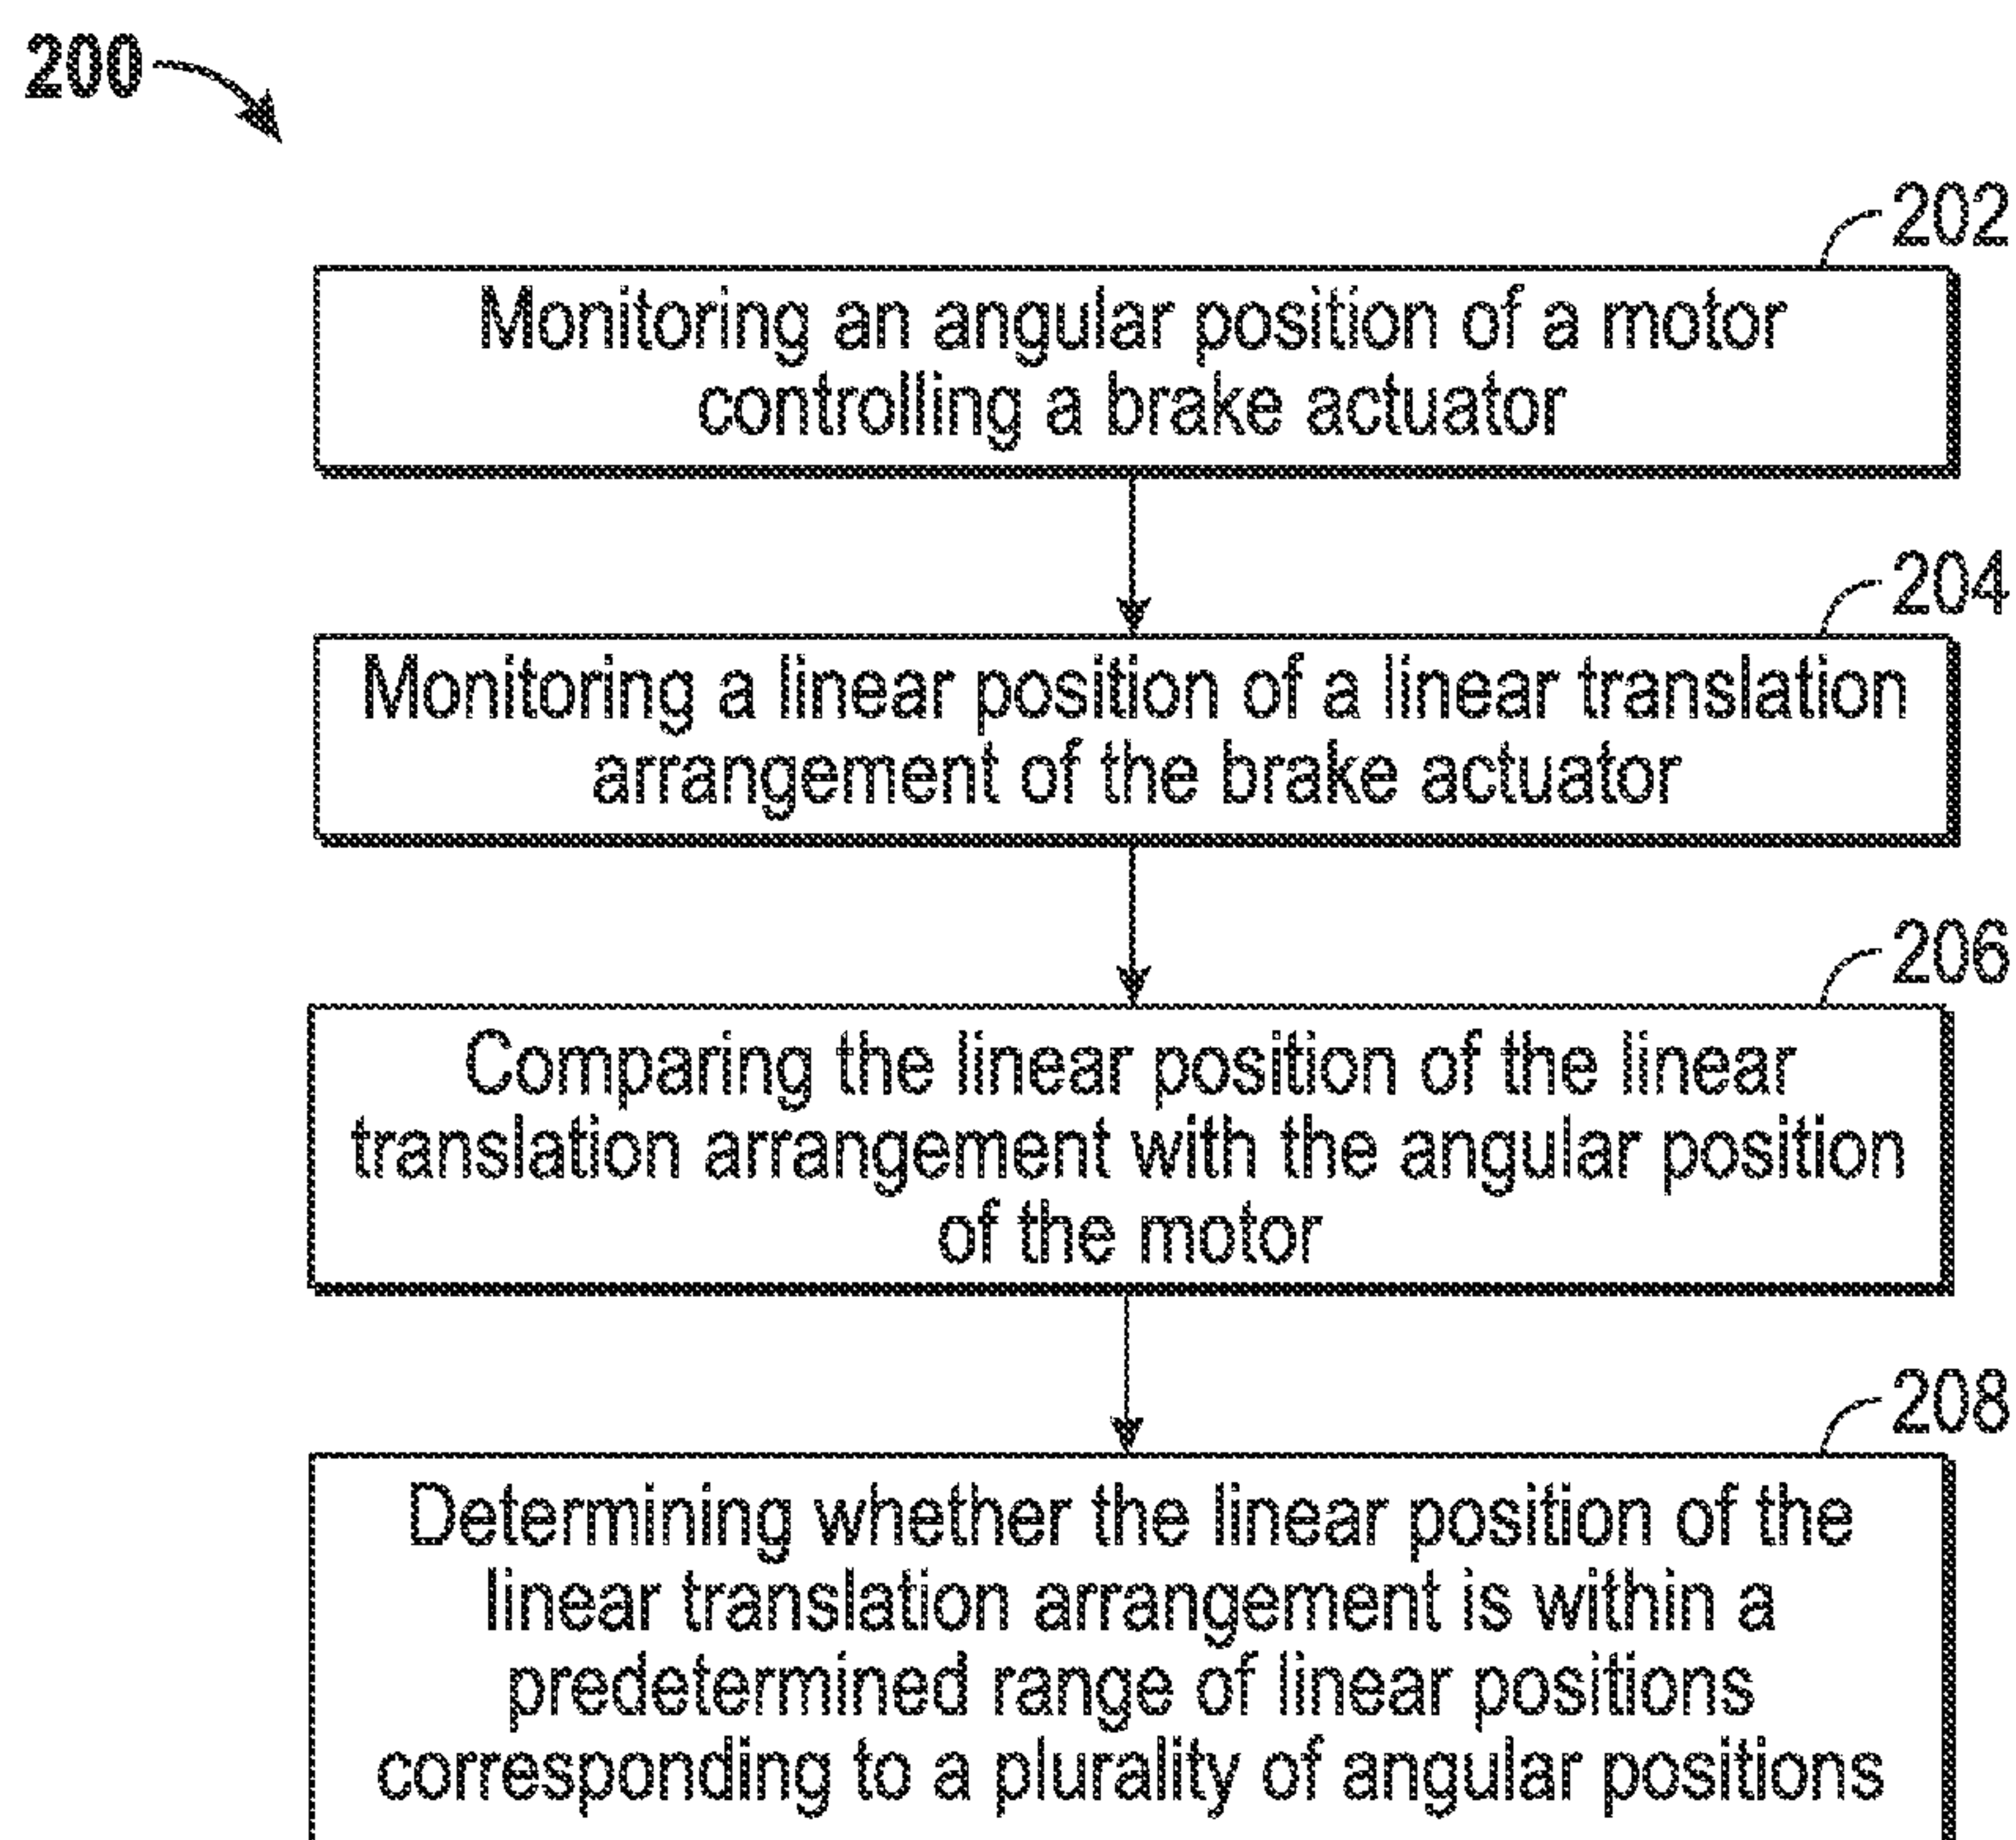 200
202
Monitoring an angular position of a motor
controlling a brake actuator
204
Monitoring a linear position of a linear translation
arrangement of the brake actuator
206
Comparing the linear position of the linear
translation arrangement with the angular position
of the motor
208
Determining whether the linear position of the
linear translation arrangement is within a
predetermined range of linear positions
corresponding to a plurality of angular positions